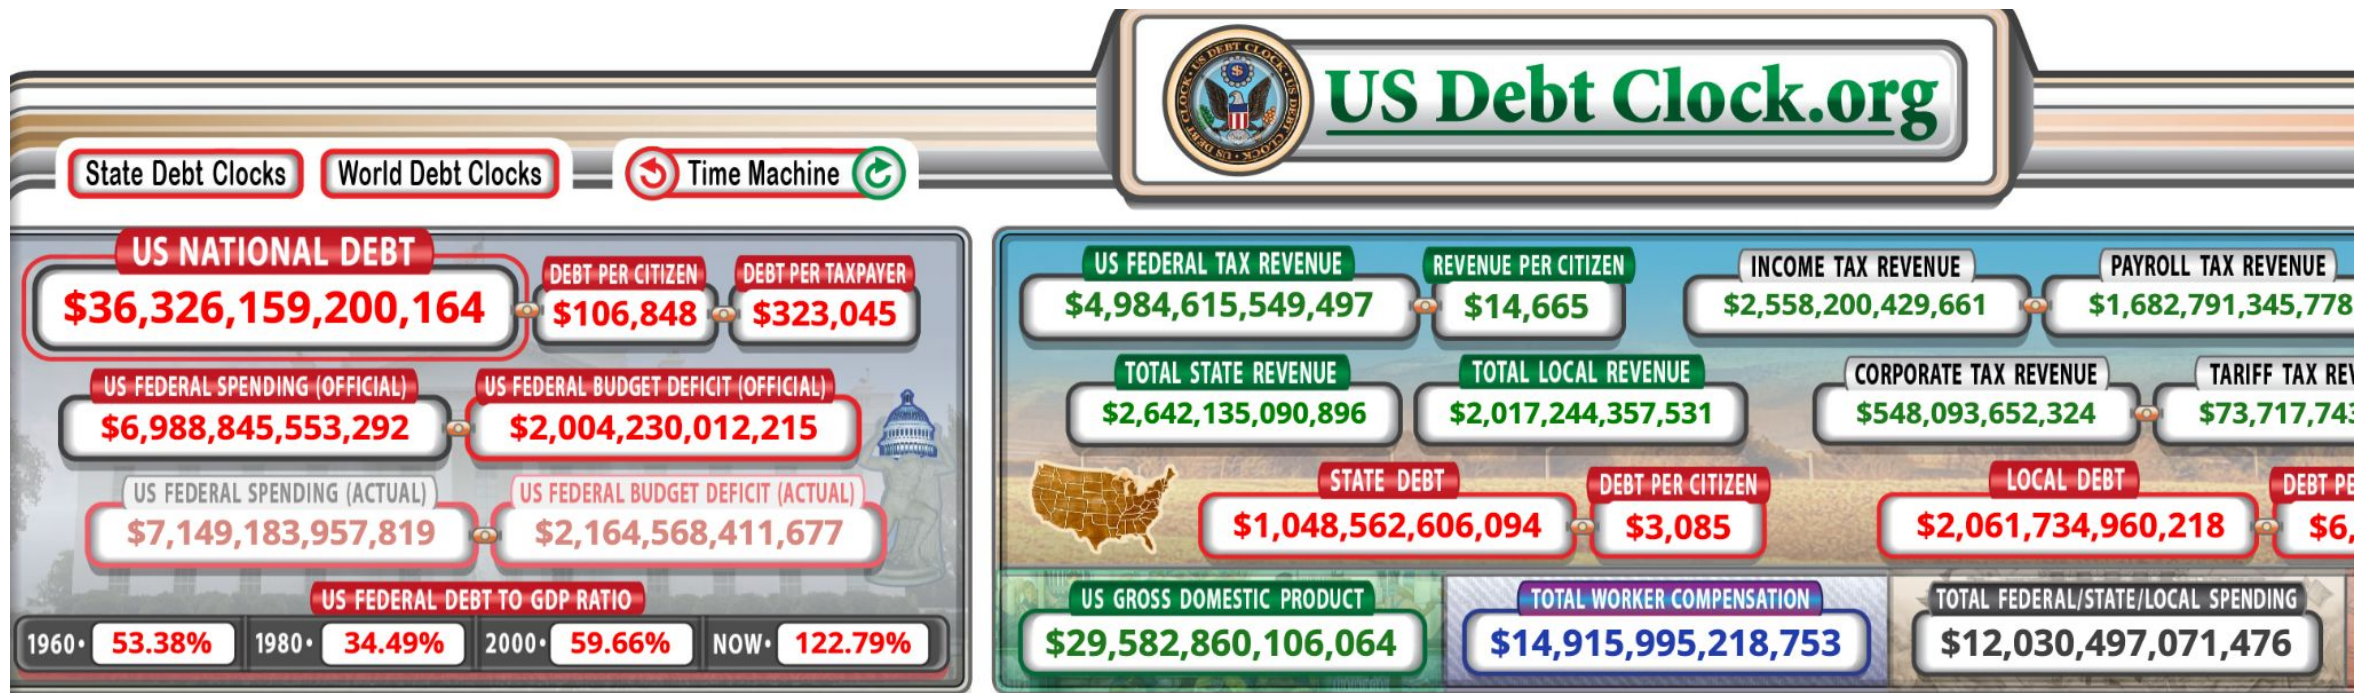 US Debt Clock.org
State Debt Clocks World Debt Clocks Time Machine
US NATIONAL DEBT
$36,326,159,200,164
DEBT PER CITIZEN
$106,848
DEBT PER TAXPAYER
$323,045
US FEDERAL SPENDING (OFFICIAL)
$6,988,845,553,292
US FEDERAL BUDGET DEFICIT (OFFICIAL)
$2,004,230,012,215
US FEDERAL SPENDING (ACTUAL)
$7,149,183,957,819
US FEDERAL BUDGET DEFICIT (ACTUAL)
$2,164,568,411,677
US FEDERAL DEBT TO GDP RATIO
1960• 53.38% 1980• 34.49% 2000• 59.66% NOW• 122.79%
US FEDERAL TAX REVENUE
$4,984,615,549,497
REVENUE PER CITIZEN
$14,665
INCOME TAX REVENUE
$2,558,200,429,661
PAYROLL TAX REVENUE
$1,682,791,345,778
TOTAL STATE REVENUE
$2,642,135,090,896
TOTAL LOCAL REVENUE
$2,017,244,357,531
CORPORATE TAX REVENUE
$548,093,652,324
TARIFF TAX REV
$73,717,743
STATE DEBT
$1,048,562,606,094
DEBT PER CITIZEN
$3,085
LOCAL DEBT
$2,061,734,960,218
DEBT PE
$6,
US GROSS DOMESTIC PRODUCT
$29,582,860,106,064
TOTAL WORKER COMPENSATION
$14,915,995,218,753
TOTAL FEDERAL/STATE/LOCAL SPENDING
$12,030,497,071,476